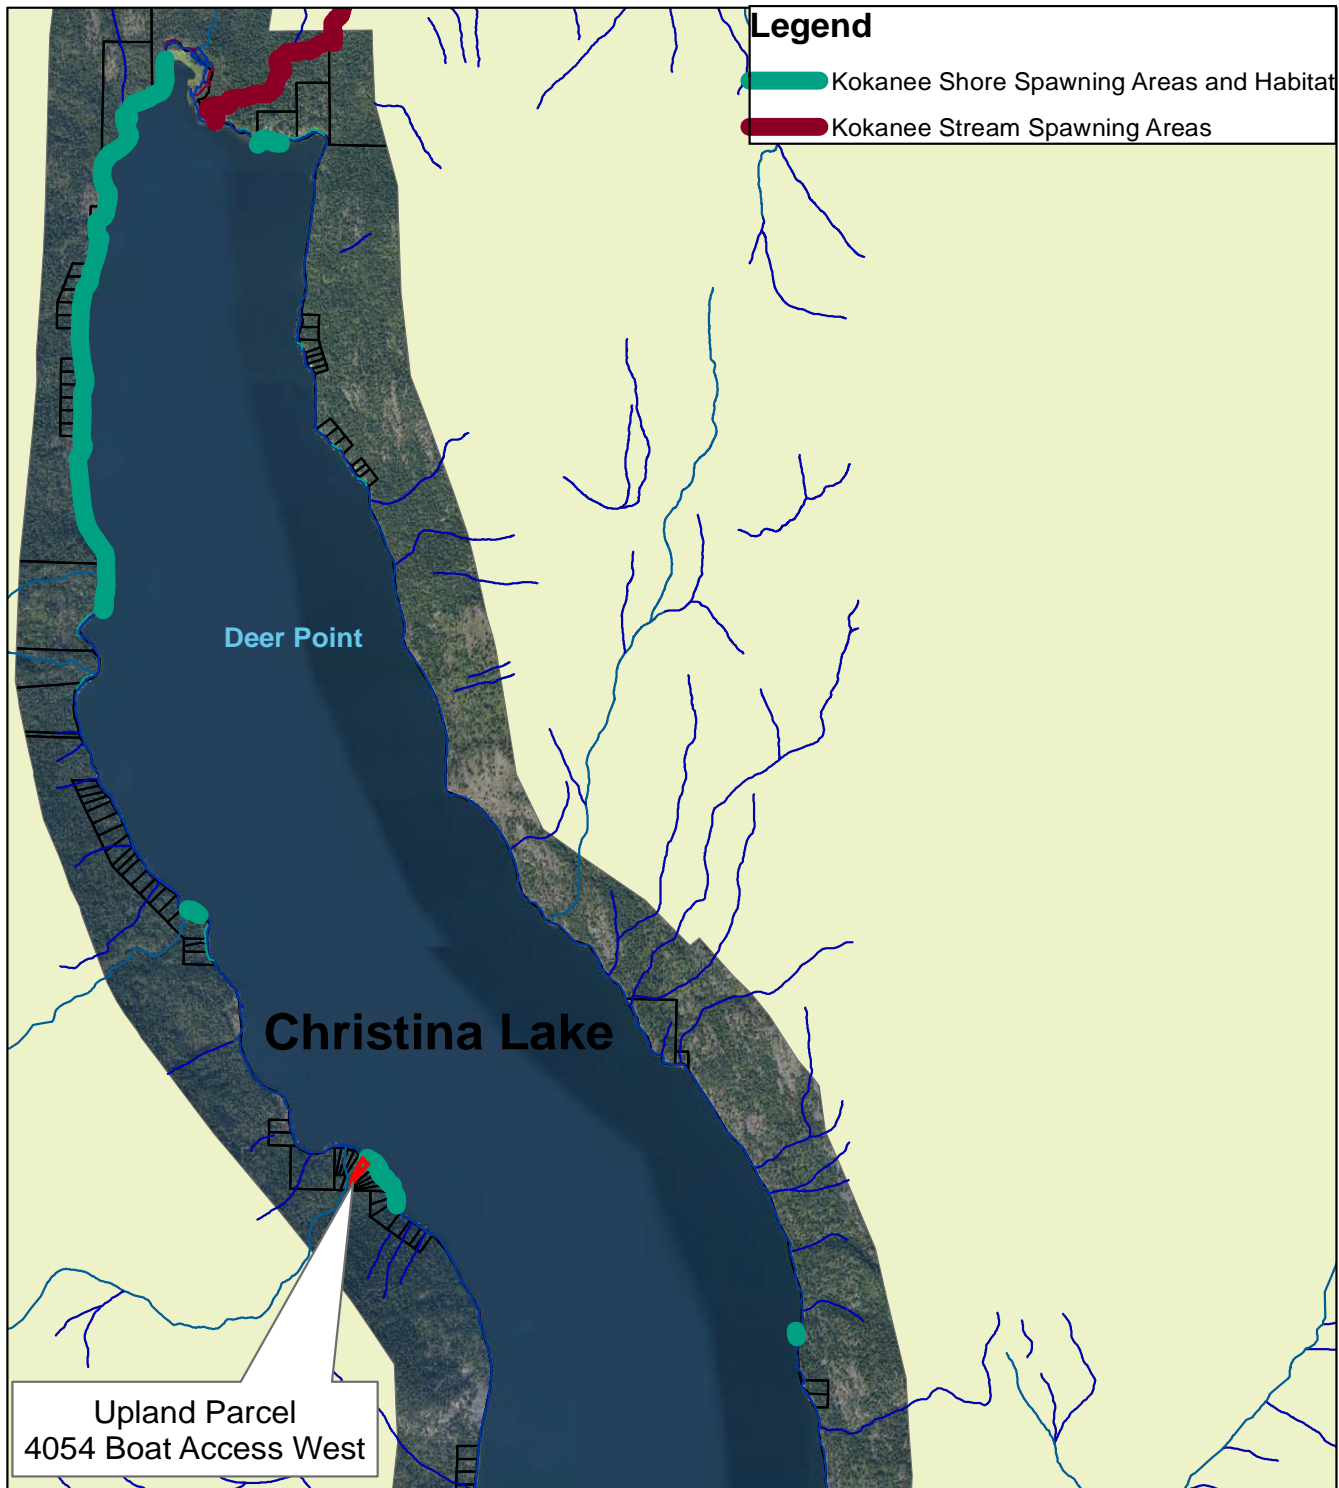 Legend
Kokanee Shore Spawning Areas and Habitat
Kokanee Stream Spawning Areas
Deer Point
Christina Lake
Upland Parcel
4054 Boat Access West